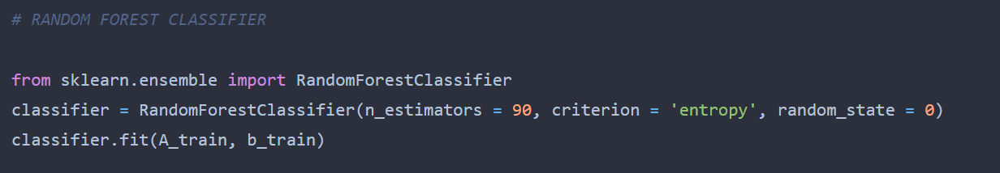 # RANDOM FOREST CLASSIFIER
from sklearn.ensemble import RandomForestClassifier
classifier = RandomForestClassifier(n_estimators = 90, criterion = 'entropy', random_state = 0)
classifier.fit(A_train, b_train)